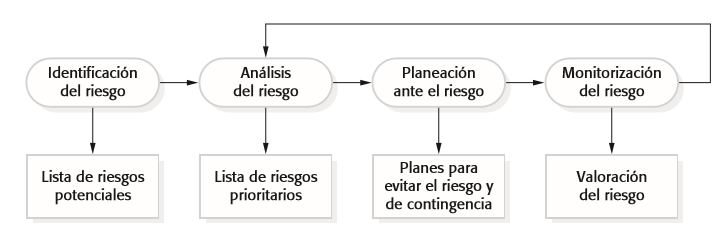 Identificación
del riesgo
Análisis
del riesgo
Planeación
ante el riesgo
Monitorización
del riesgo
Lista de riesgos
potenciales
Lista de riesgos
prioritarios
Planes para
evitar el riesgo y
de contingencia
Valoración
del riesgo